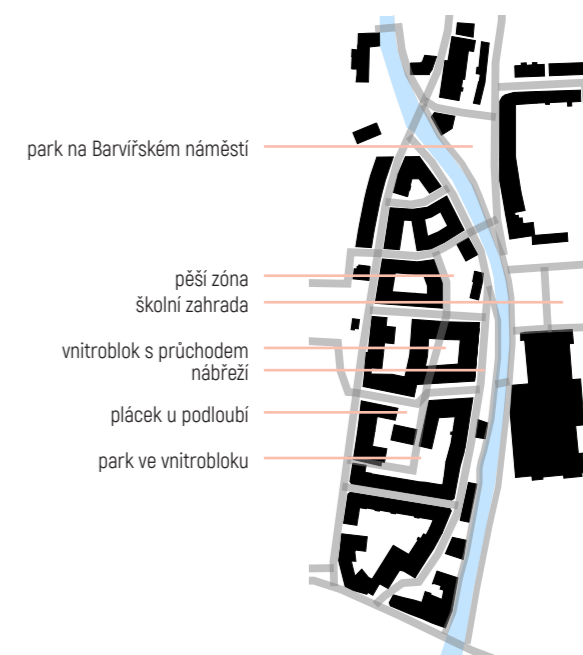 park na Barvířském náměstí
pěší zóna
školní zahrada
vnitroblok s průchodem
nábřeží
plácek u podloubí
park ve vnitrobloku